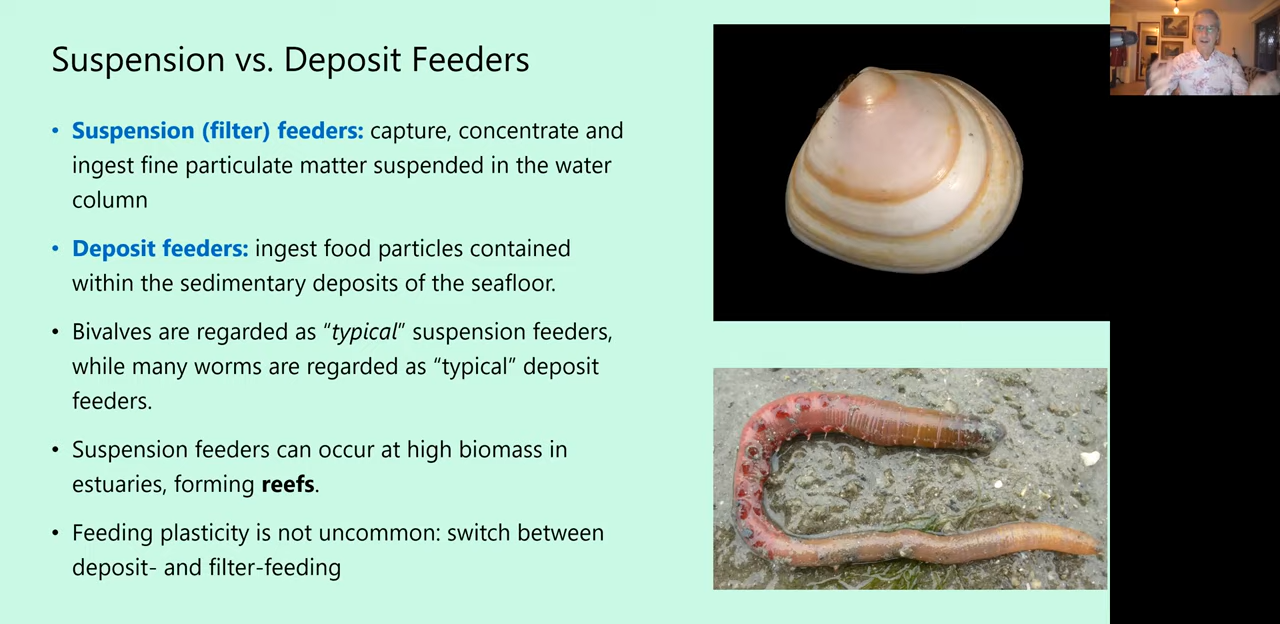 Suspension vs. Deposit Feeders
• Suspension (filter) feeders: capture, concentrate and
ingest fine particulate matter suspended in the water
column
• Deposit feeders: ingest food particles contained
within the sedimentary deposits of the seafloor.
• Bivalves are regarded as “typical” suspension feeders,
while many worms are regarded as “typical” deposit
feeders.
• Suspension feeders can occur at high biomass in
estuaries, forming reefs.
• Feeding plasticity is not uncommon: switch between
deposit- and filter-feeding